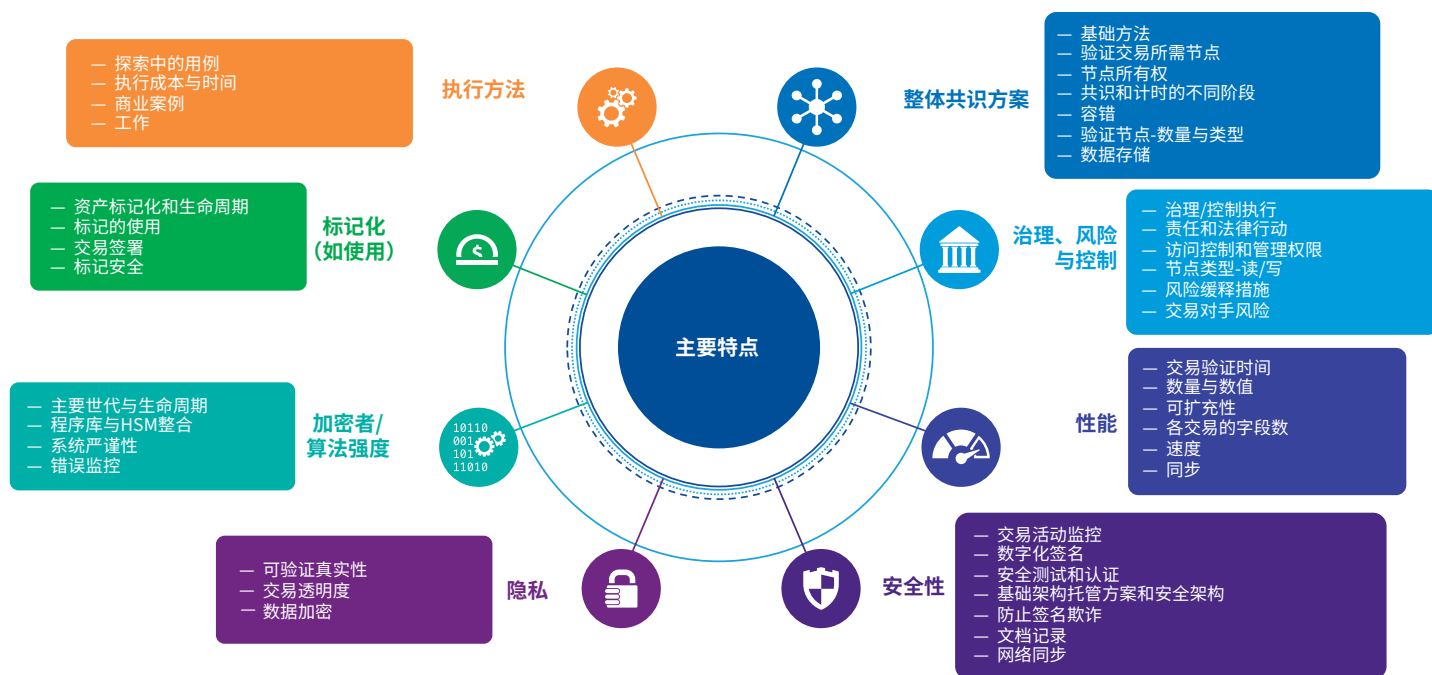 执行方法
— 探索中的用例
— 执行成本与时间
— 商业案例
— 工作
整体共识方案
— 基础方法
— 验证交易所需节点
— 节点所有权
— 共识和计时的不同阶段
— 容错
— 验证节点-数量与类型
— 数据存储
标记化
（如使用）
— 资产标记化和生命周期
— 标记的使用
— 交易签署
— 标记安全
治理、风险
与控制
— 治理/控制执行
— 责任和法律行动
— 访问控制和管理权限
— 节点类型-读/写
— 风险缓释措施
— 交易对手风险
主要特点
加密者/
算法强度
— 主要世代与生命周期
— 程序库与HSM整合
— 系统严谨性
— 错误监控
10110
001
101
11010
性能
— 交易验证时间
— 数量与数值
— 可扩充性
— 各交易的字段数
— 速度
— 同步
隐私
— 可验证真实性
— 交易透明度
— 数据加密
安全性
— 交易活动监控
— 数字化签名
— 安全测试和认证
— 基础架构托管方案和安全架构
— 防止签名欺诈
— 文档记录
— 网络同步